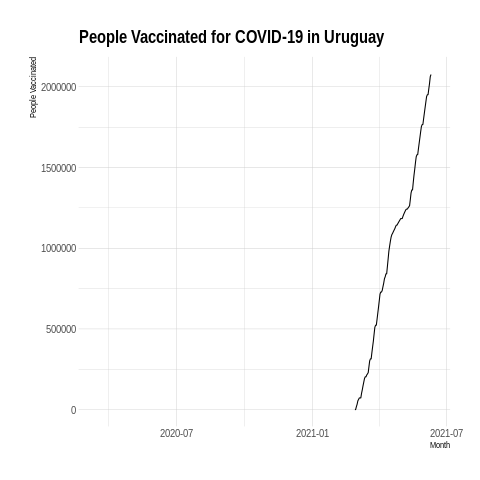 People Vaccinated for COVID-19 in Uruguay
People Vaccinated
2000000
1500000
1000000
500000
0
2020-07 2021-01 2021-07
Month